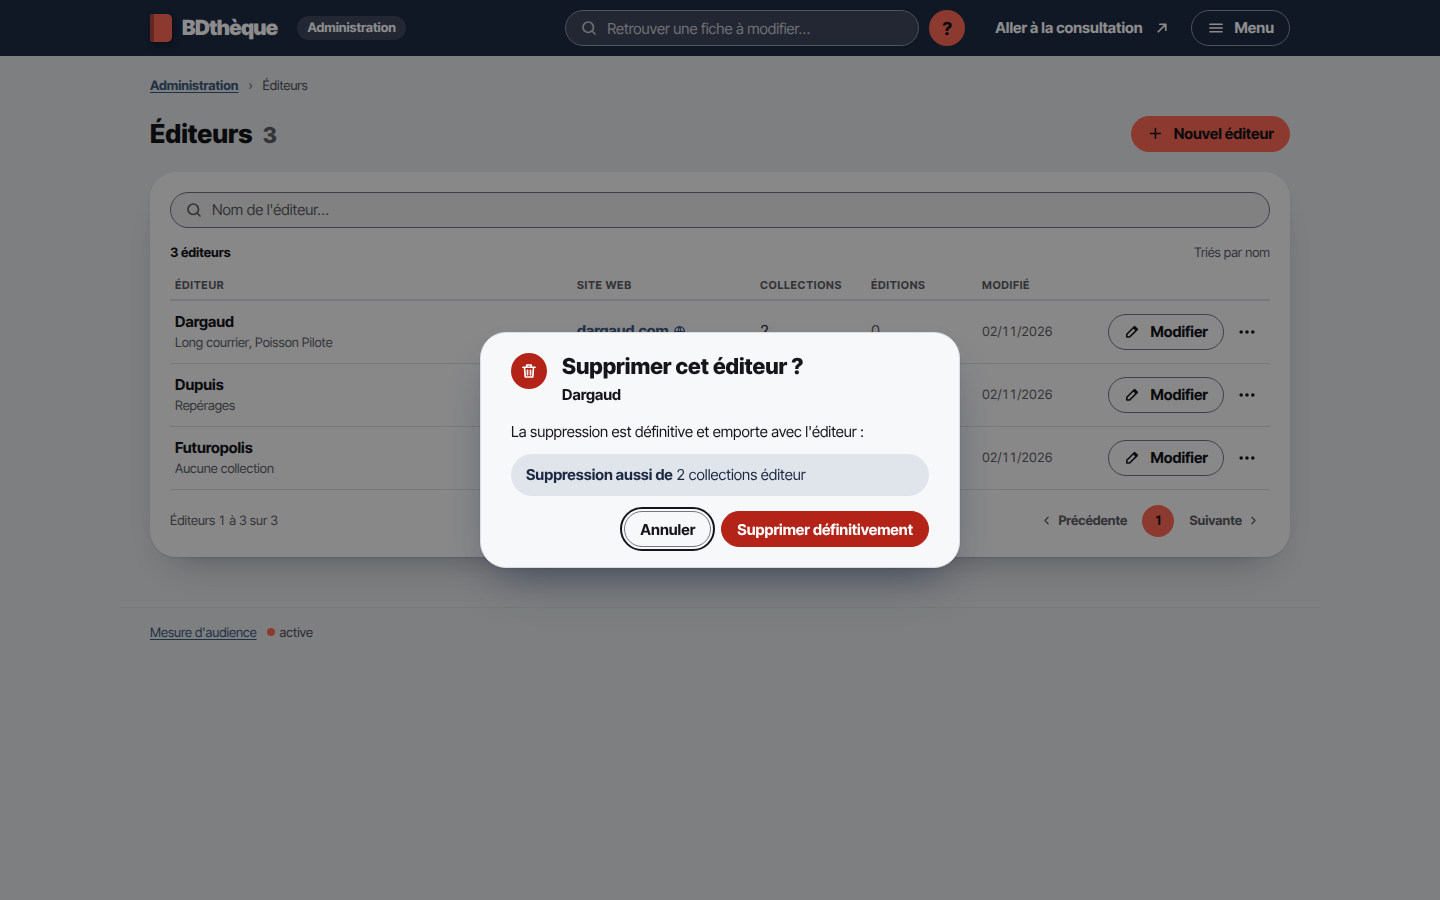 BDthèque
Administration
Retrouver une fiche à modifier...
?
Aller à la consultation
Menu
Administration › Éditeurs
Éditeurs 3
Nouvel éditeur
Nom de l'éditeur...
3 éditeurs
Triés par nom
ÉDITEUR SITE WEB COLLECTIONS ÉDITIONS MODIFIÉ
Dargaud
Long courrier, Poisson Pilote
dargaud.com 2 0 02/11/2026 Modifier
Dupuis
Repérages
02/11/2026 Modifier
Futuropolis
Aucune collection
02/11/2026 Modifier
Supprimer cet éditeur ?
Dargaud
La suppression est définitive et emporte avec l'éditeur :
Suppression aussi de 2 collections éditeur
Annuler
Supprimer définitivement
Éditeurs 1 à 3 sur 3
‹ Précédente 1 Suivante ›
Mesure d'audience active